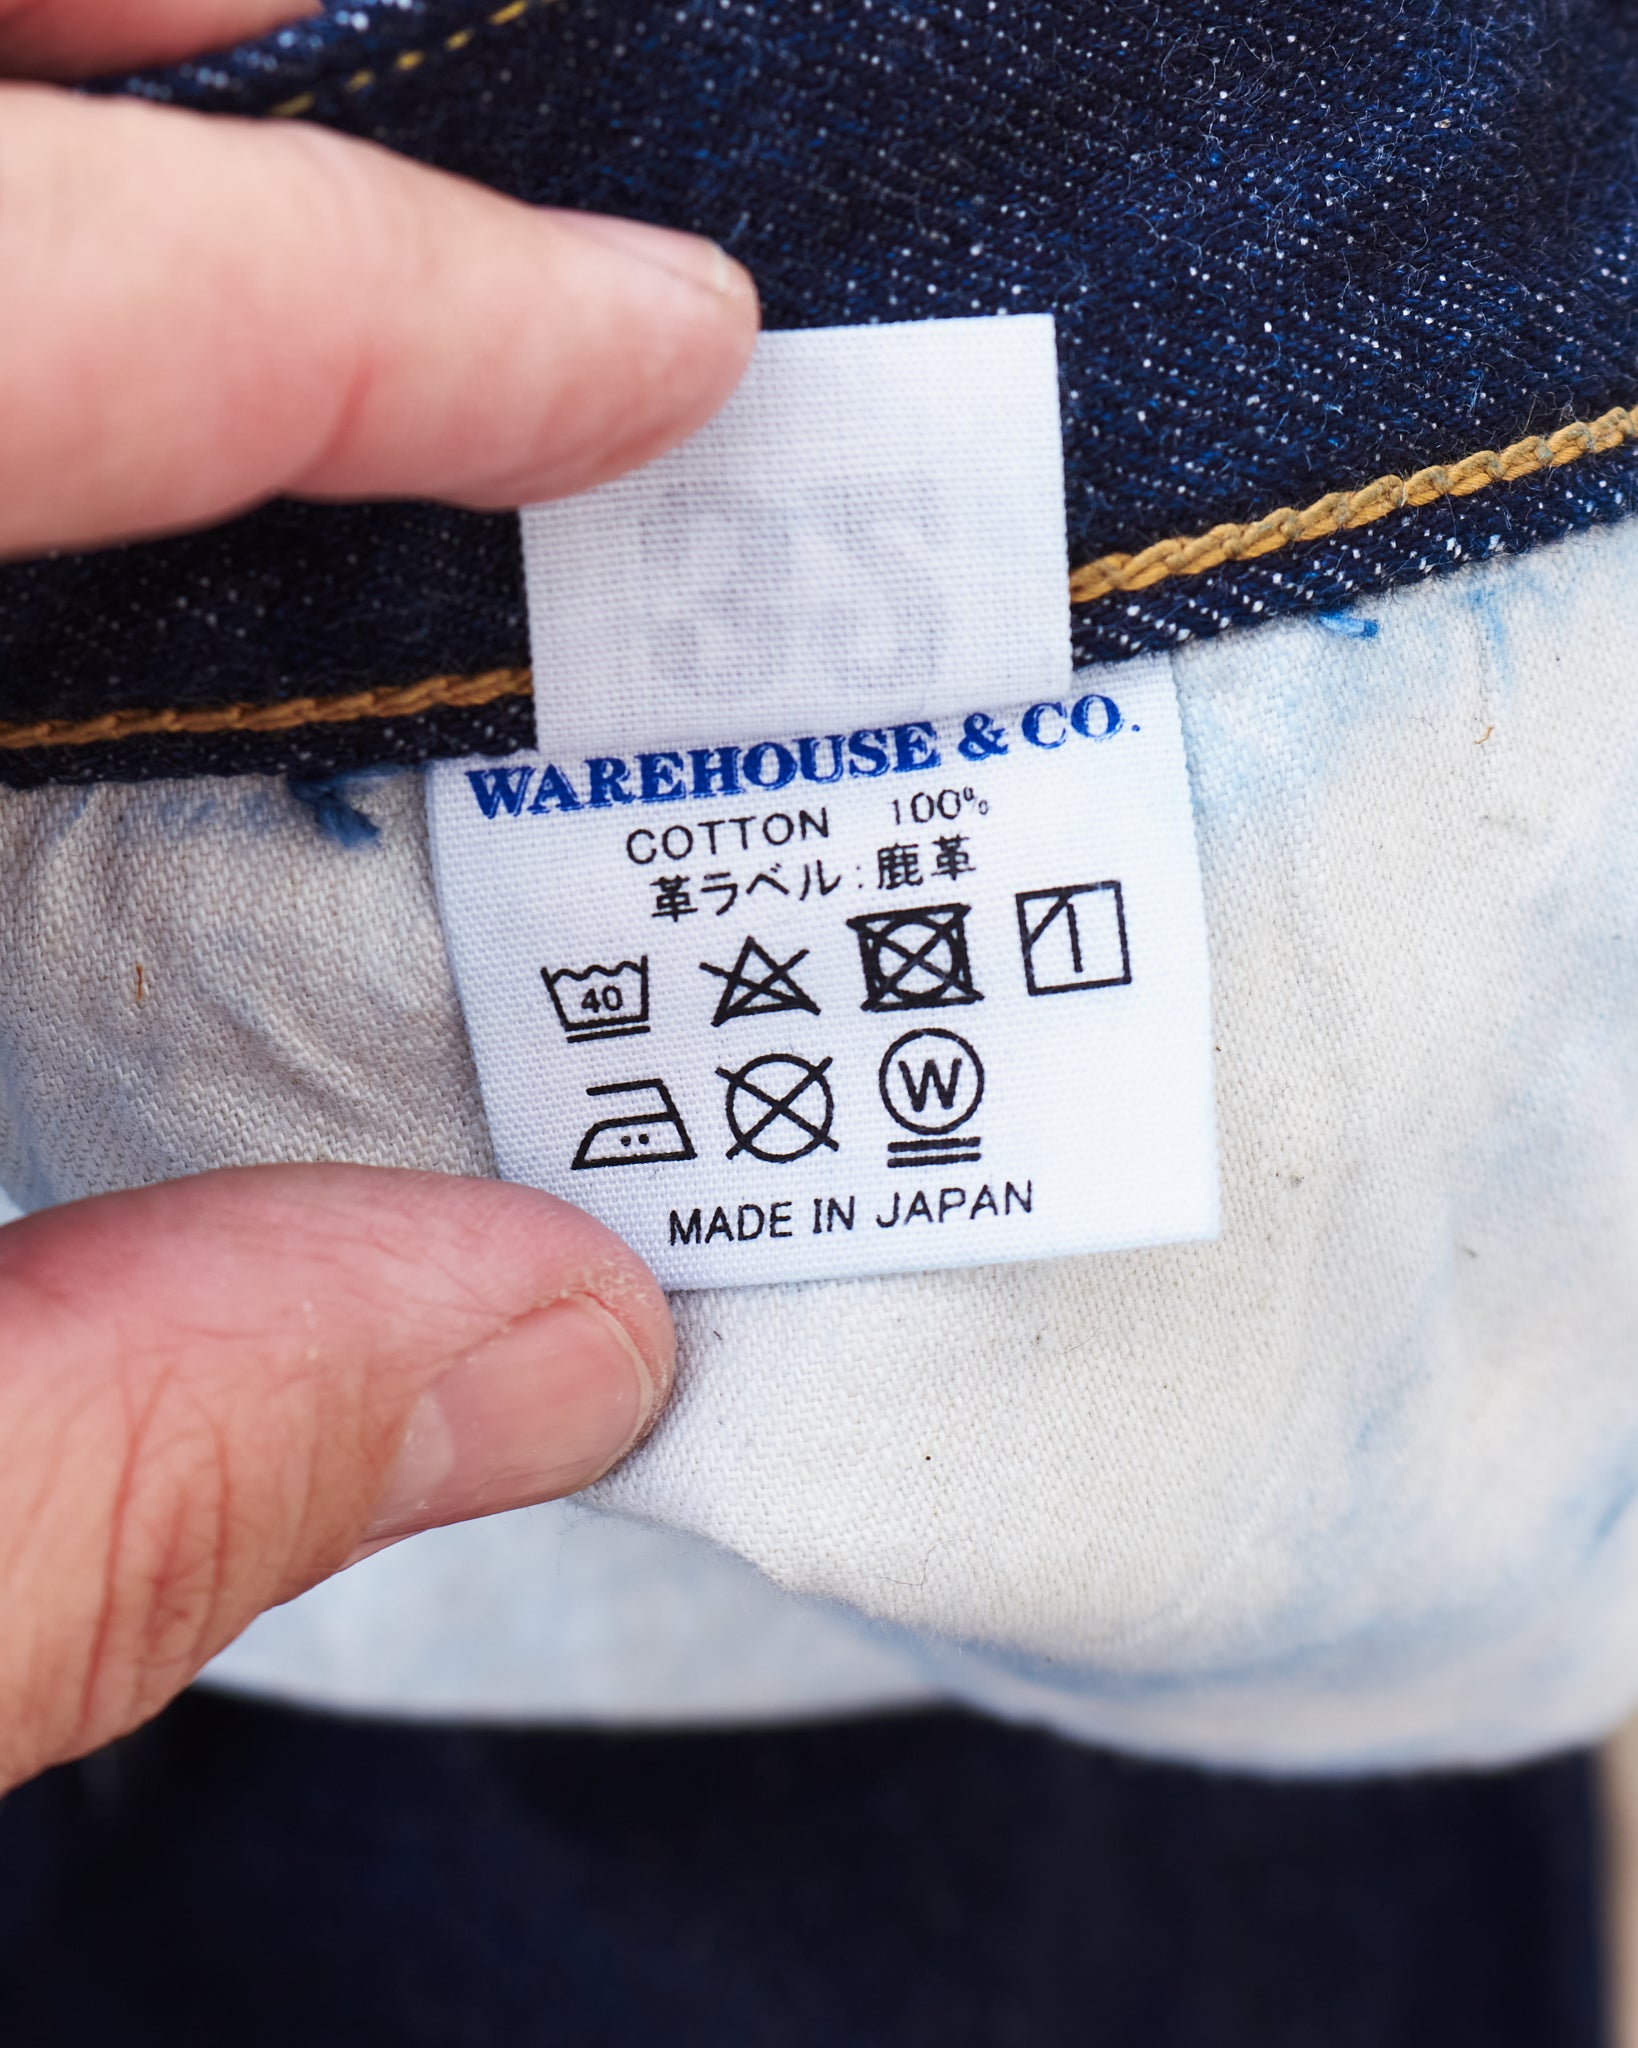 WAREHOUSE & CO.
COTTON 100%
革ラベル:鹿革
40
W
MADE IN JAPAN